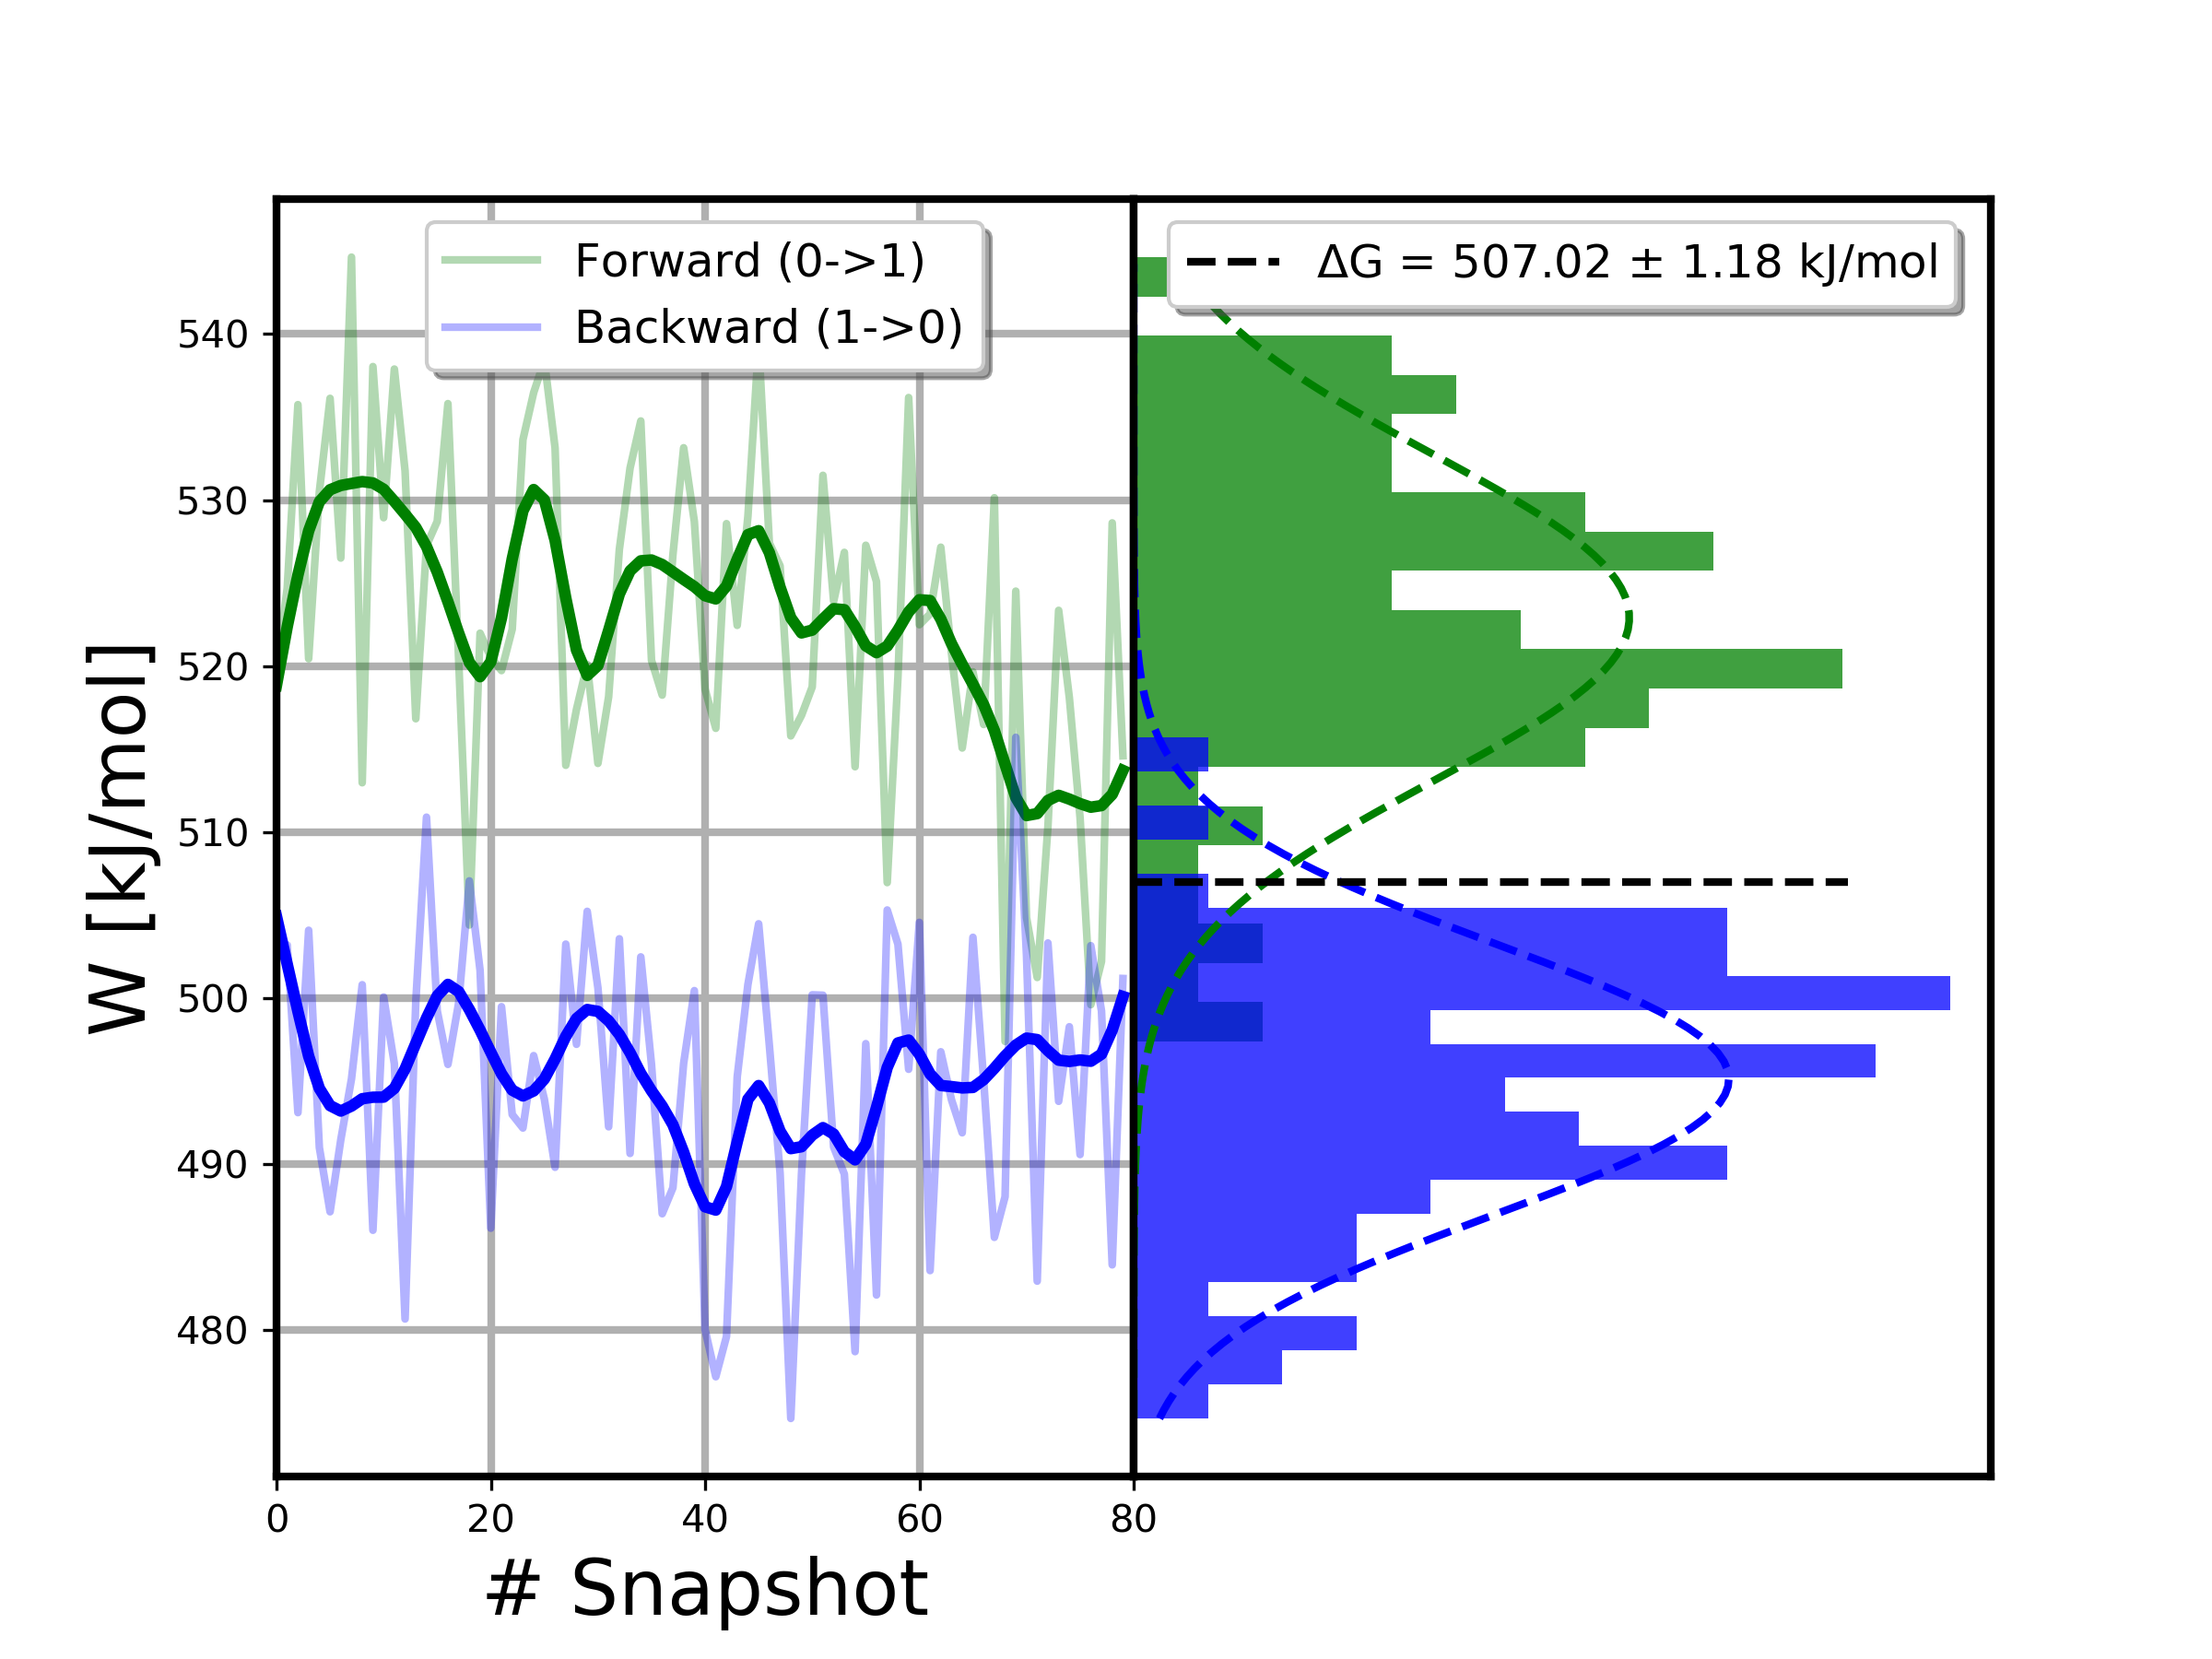 Forward (0->1)
Backward (1->0)
ΔG = 507.02 ± 1.18 kJ/mol
540
530
520
510
500
490
480
W [kJ/mol]
0 20 40 60 80
# Snapshot